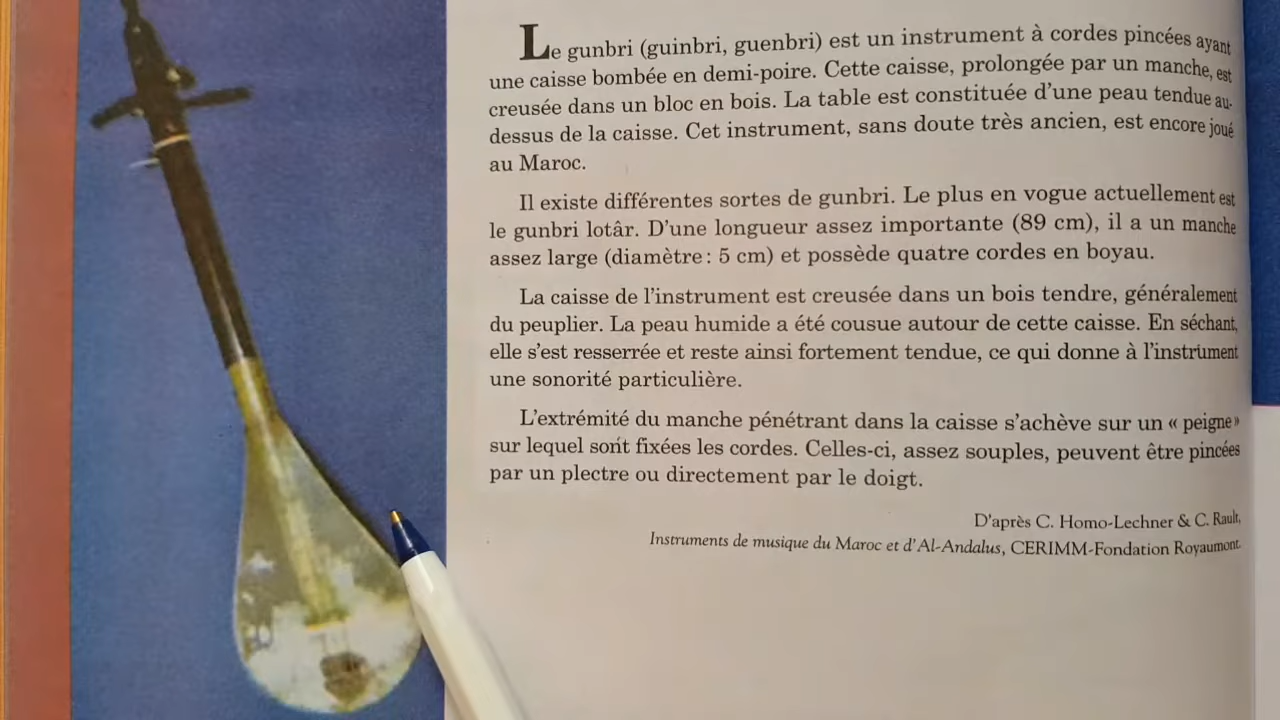 Le gunbri (guinbri, guenbri) est un instrument à cordes pincées ayant
une caisse bombée en demi-poire. Cette caisse, prolongée par un manche, est
creusée dans un bloc en bois. La table est constituée d'une peau tendue au-
dessus de la caisse. Cet instrument, sans doute très ancien, est encore joué
au Maroc.
Il existe différentes sortes de gunbri. Le plus en vogue actuellement est
le gunbri lotâr. D'une longueur assez importante (89 cm), il a un manche
assez large (diamètre : 5 cm) et possède quatre cordes en boyau.
La caisse de l'instrument est creusée dans un bois tendre, généralement
du peuplier. La peau humide a été cousue autour de cette caisse. En séchant,
elle s'est resserrée et reste ainsi fortement tendue, ce qui donne à l'instrument
une sonorité particulière.
L'extrémité du manche pénétrant dans la caisse s'achève sur un « peigne »
sur lequel sont fixées les cordes. Celles-ci, assez souples, peuvent être pincées
par un plectre ou directement par le doigt.
D'après C. Homo-Lechner & C. Rault,
Instruments de musique du Maroc et d'Al-Andalus, CERIMM-Fondation Royaumont.